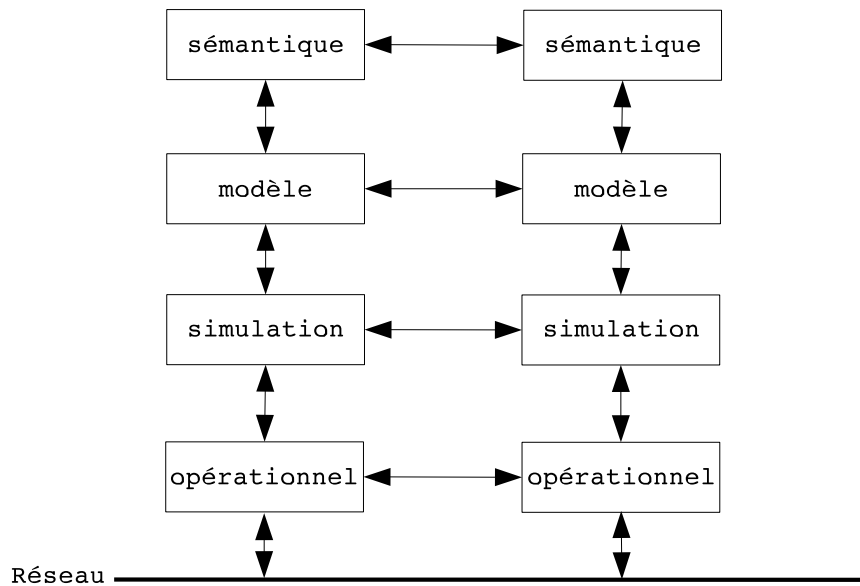 sémantique
sémantique
modèle
modèle
simulation
simulation
opérationnel
opérationnel
Réseau